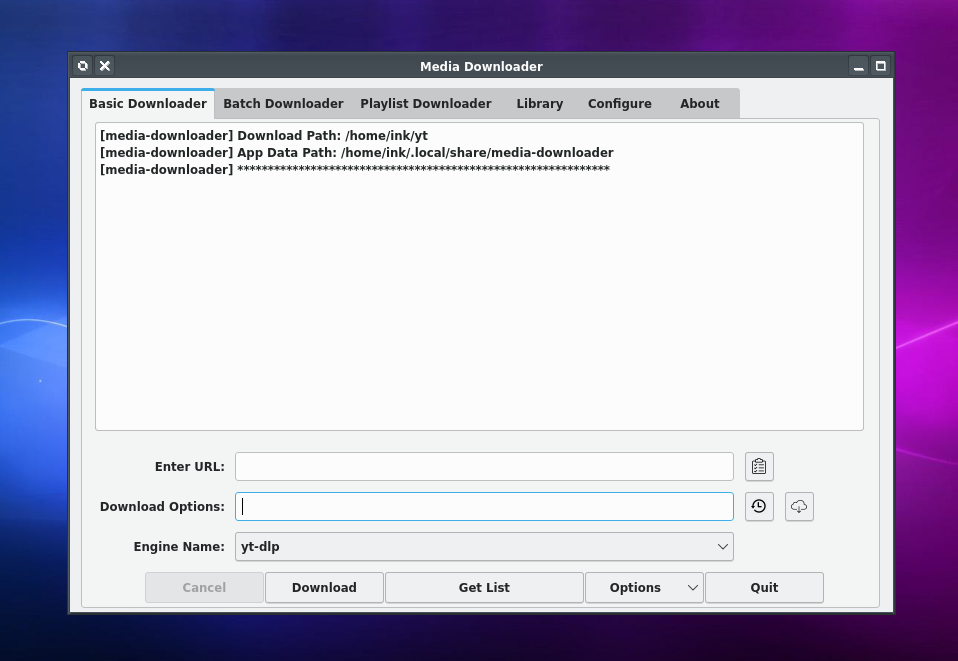 Media Downloader
Basic Downloader Batch Downloader Playlist Downloader Library Configure About
[media-downloader] Download Path: /home/ink/yt
[media-downloader] App Data Path: /home/ink/.local/share/media-downloader
[media-downloader] *************************************************************
Enter URL:
Download Options:
Engine Name: yt-dlp
Cancel Download Get List Options Quit